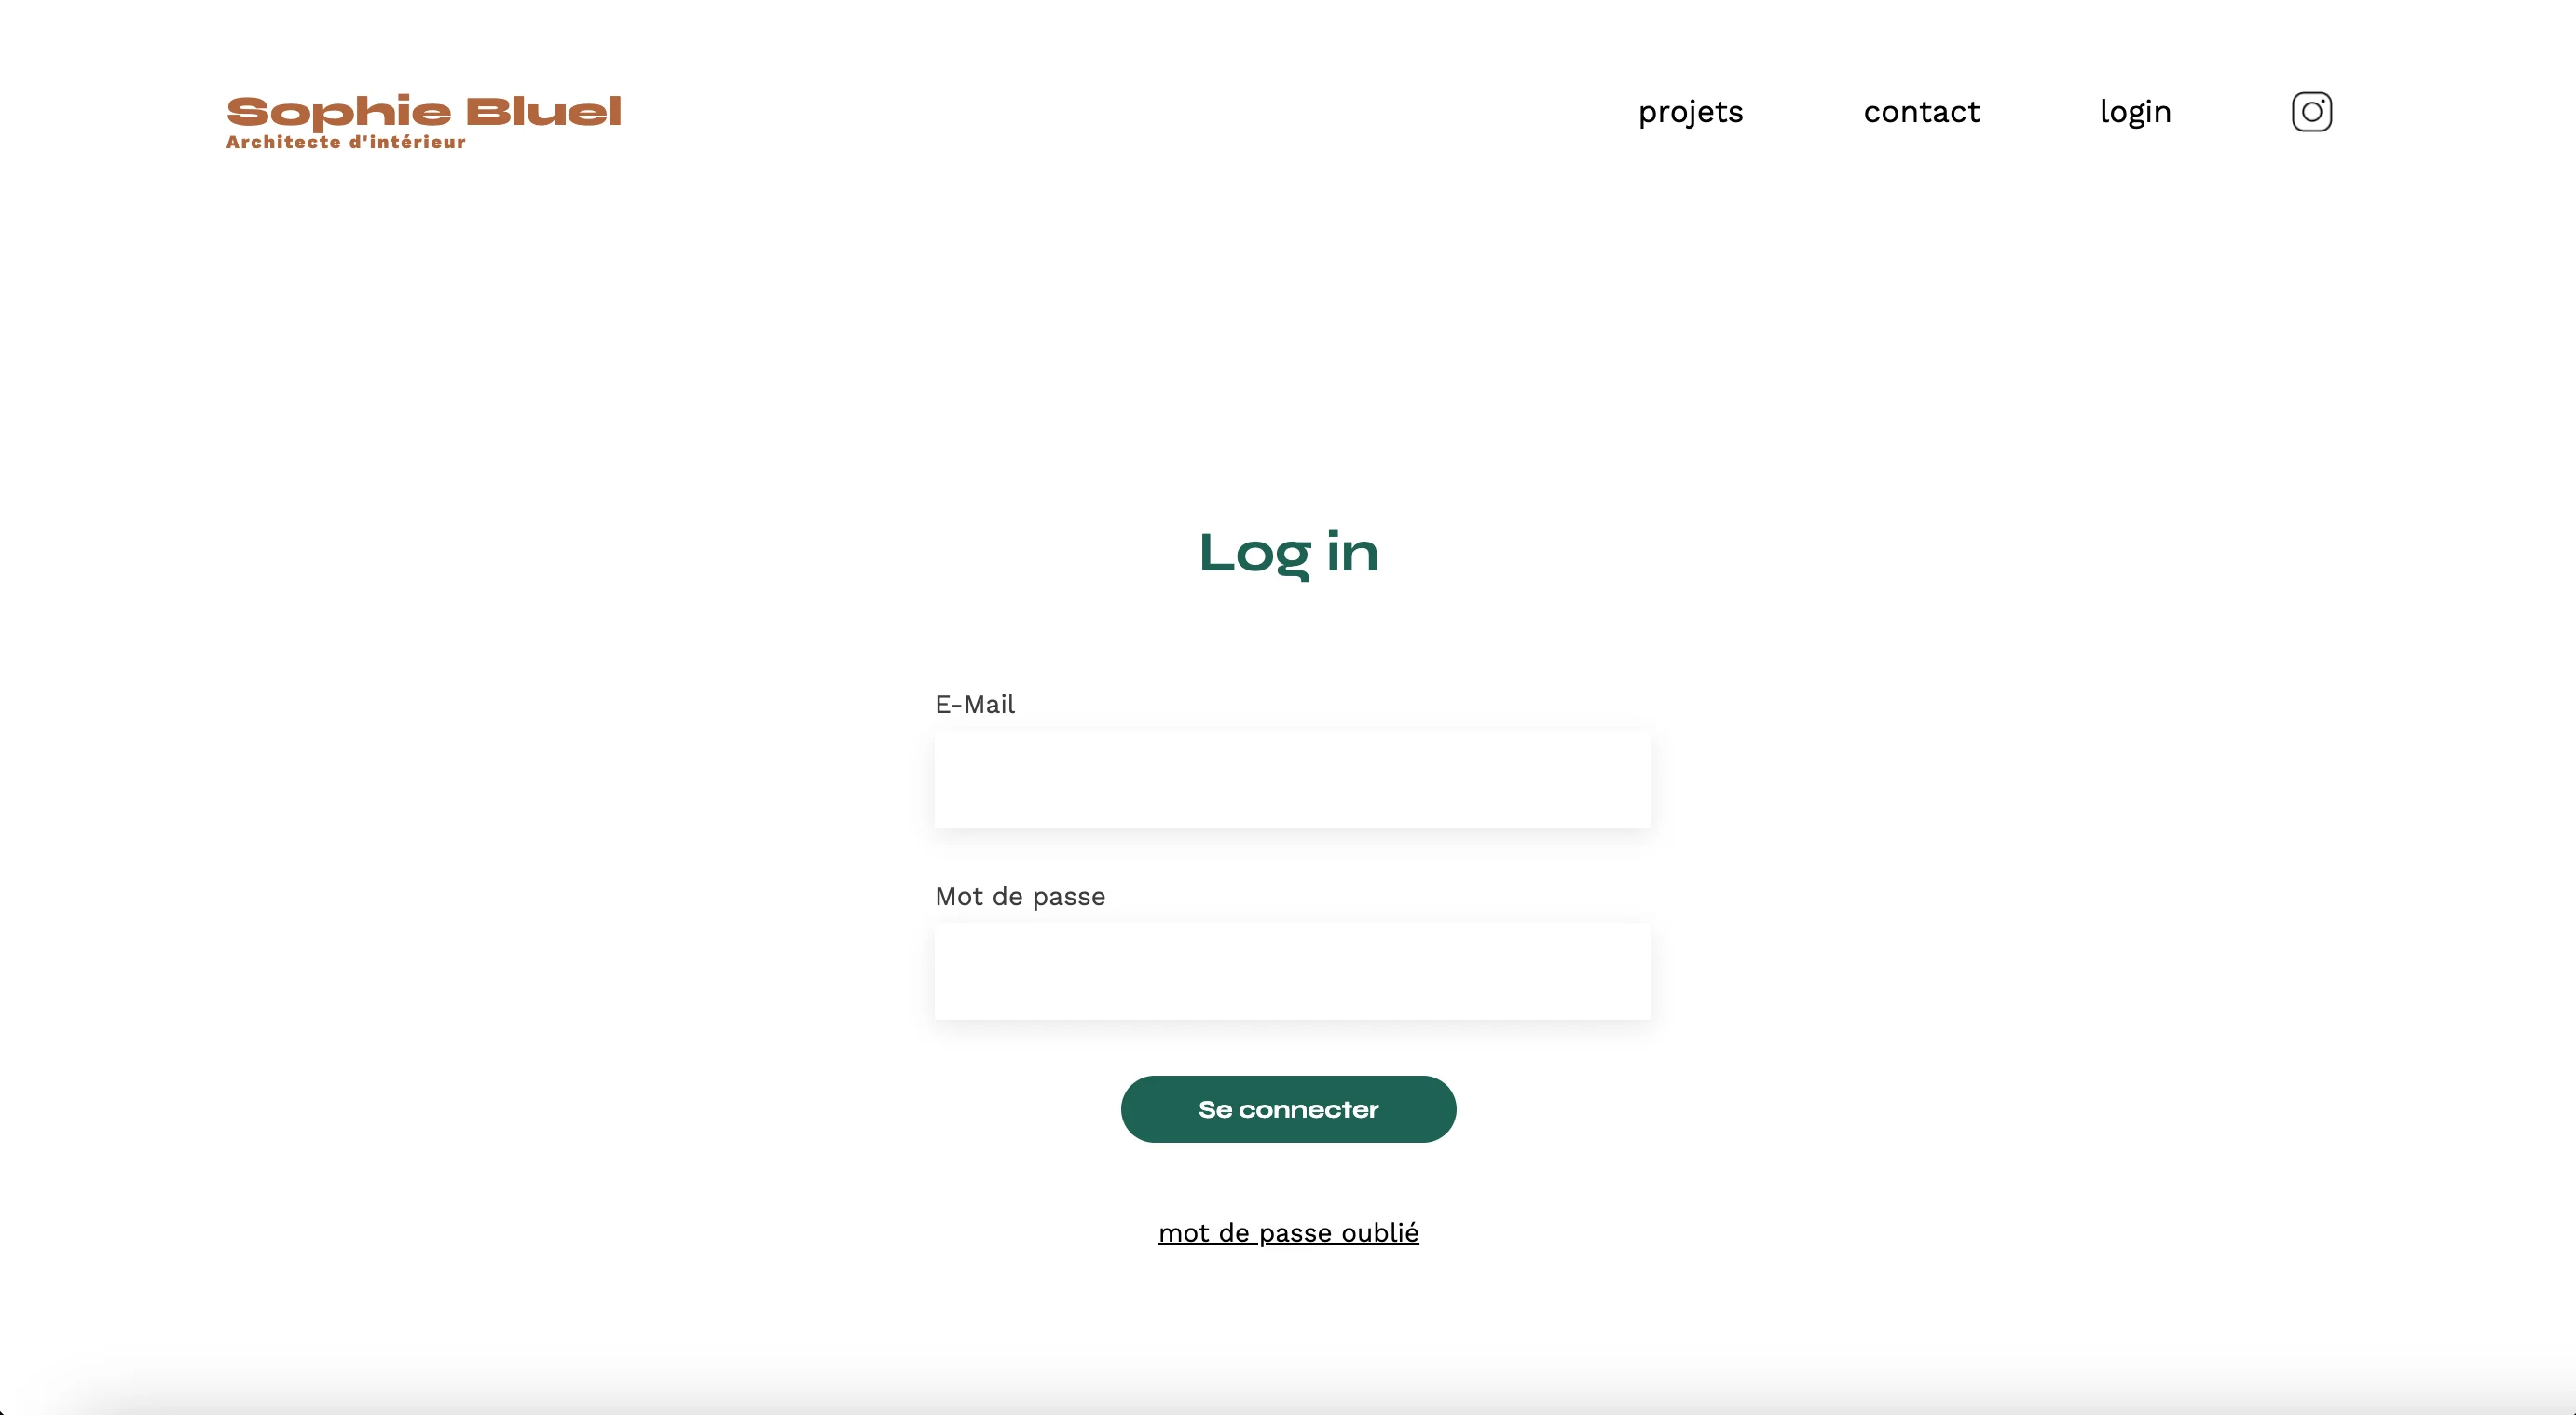 Sophie Bluel
Architecte d'intérieur
projets contact login
Log in
E-Mail
Mot de passe
Se connecter
mot de passe oublié